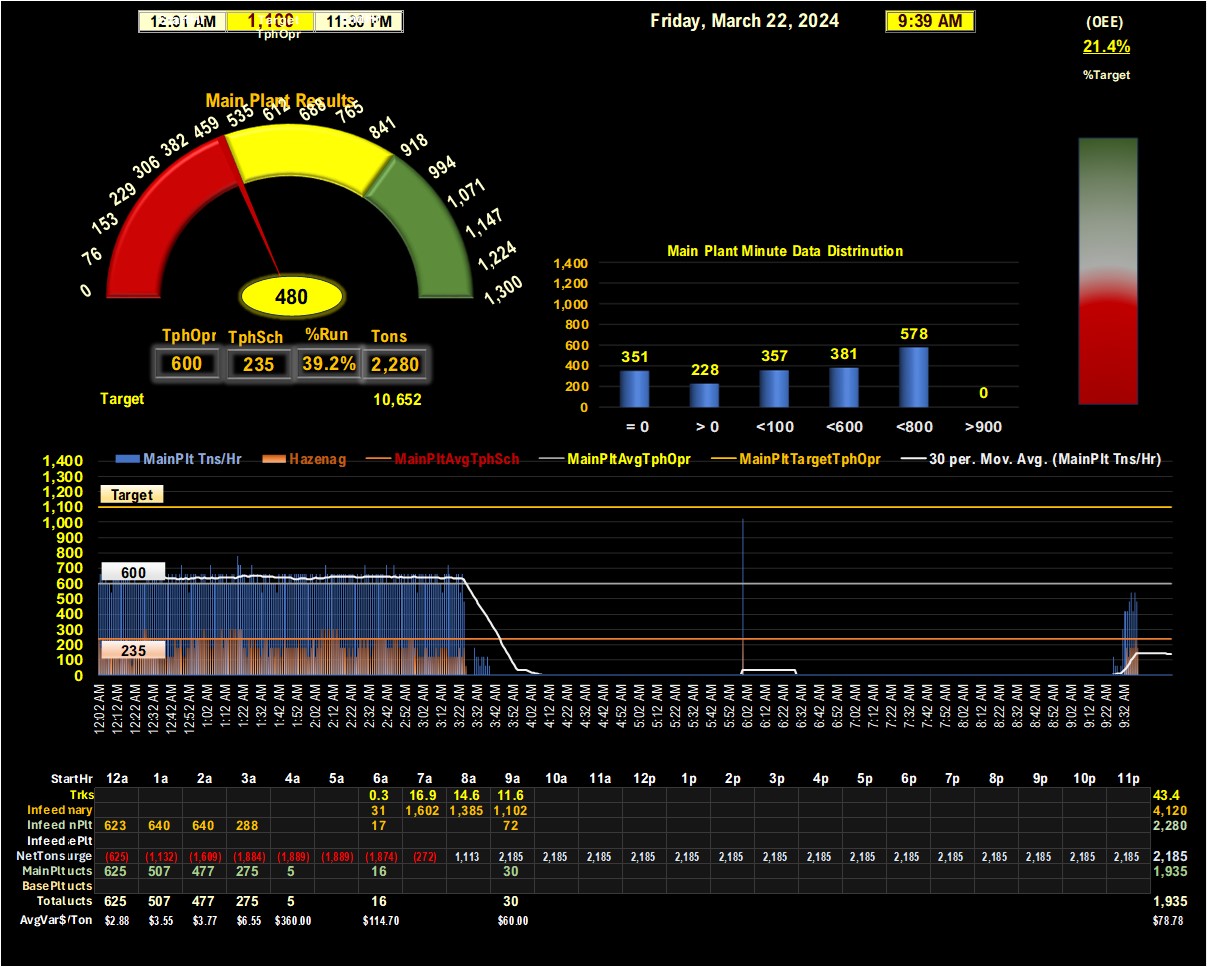 12:01 AM 1,100 11:30 PM Friday, March 22, 2024 9:39 AM (OEE)
Target
TphOpr
21.4%
%Target
Main Plant Results
0 76 153 229 306 382 459 535 612 688 765 841 918 994 1,071 1,147 1,224 1,300
480
TphOpr TphSch %Run Tons
600 235 39.2% 2,280
Target 10,652
Main Plant Minute Data Distrinution
1,400
1,200
1,000
800
600
400
200
0
351 228 357 381 578 0
= 0 > 0 <100 <600 <800 >900
MainPlt Tns/Hr Hazenag MainPltAvgTphSch MainPltAvgTphOpr MainPltTargetTphOpr 30 per. Mov. Avg. (MainPlt Tns/Hr)
1,400
1,300
1,200
1,100
1,000
900
800
700
600
500
400
300
200
100
0
Target
600
235
12:02 AM 12:12 AM 12:22 AM 12:32 AM 12:42 AM 12:52 AM 1:02 AM 1:12 AM 1:22 AM 1:32 AM 1:42 AM 1:52 AM 2:02 AM 2:12 AM 2:22 AM 2:32 AM 2:42 AM 2:52 AM 3:02 AM 3:12 AM 3:22 AM 3:32 AM 3:42 AM 3:52 AM 4:02 AM 4:12 AM 4:22 AM 4:32 AM 4:42 AM 4:52 AM 5:02 AM 5:12 AM 5:22 AM 5:32 AM 5:42 AM 5:52 AM 6:02 AM 6:12 AM 6:22 AM 6:32 AM 6:42 AM 6:52 AM 7:02 AM 7:12 AM 7:22 AM 7:32 AM 7:42 AM 7:52 AM 8:02 AM 8:12 AM 8:22 AM 8:32 AM 8:42 AM 8:52 AM 9:02 AM 9:12 AM 9:22 AM 9:32 AM
StartHr 12a 1a 2a 3a 4a 5a 6a 7a 8a 9a 10a 11a 12p 1p 2p 3p 4p 5p 6p 7p 8p 9p 10p 11p
Trks 0.3 16.9 14.6 11.6 43.4
Infeed nary 31 1,602 1,385 1,102 4,120
Infeed nPlt 623 640 640 288 17 72 2,280
Infeed ePlt
NetTons urge (625) (1,132) (1,609) (1,884) (1,889) (1,889) (1,874) (272) 1,113 2,185 2,185 2,185 2,185 2,185 2,185 2,185 2,185 2,185 2,185 2,185 2,185 2,185 2,185 2,185 2,185
MainPlt ucts 625 507 477 275 5 16 30 1,935
BasePlt ucts
Total ucts 625 507 477 275 5 16 30 1,935
AvgVar$/Ton $2.88 $3.55 $3.77 $6.55 $360.00 $114.70 $60.00 $78.78